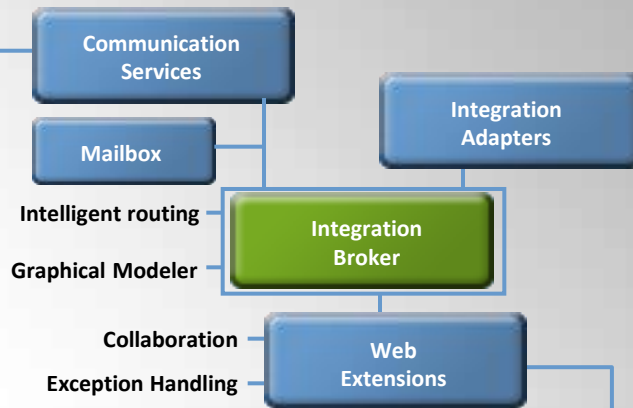 Communication
Services
Integration
Adapters
Mailbox
Intelligent routing
Integration
Broker
Graphical Modeler
Collaboration
Web
Extensions
Exception Handling